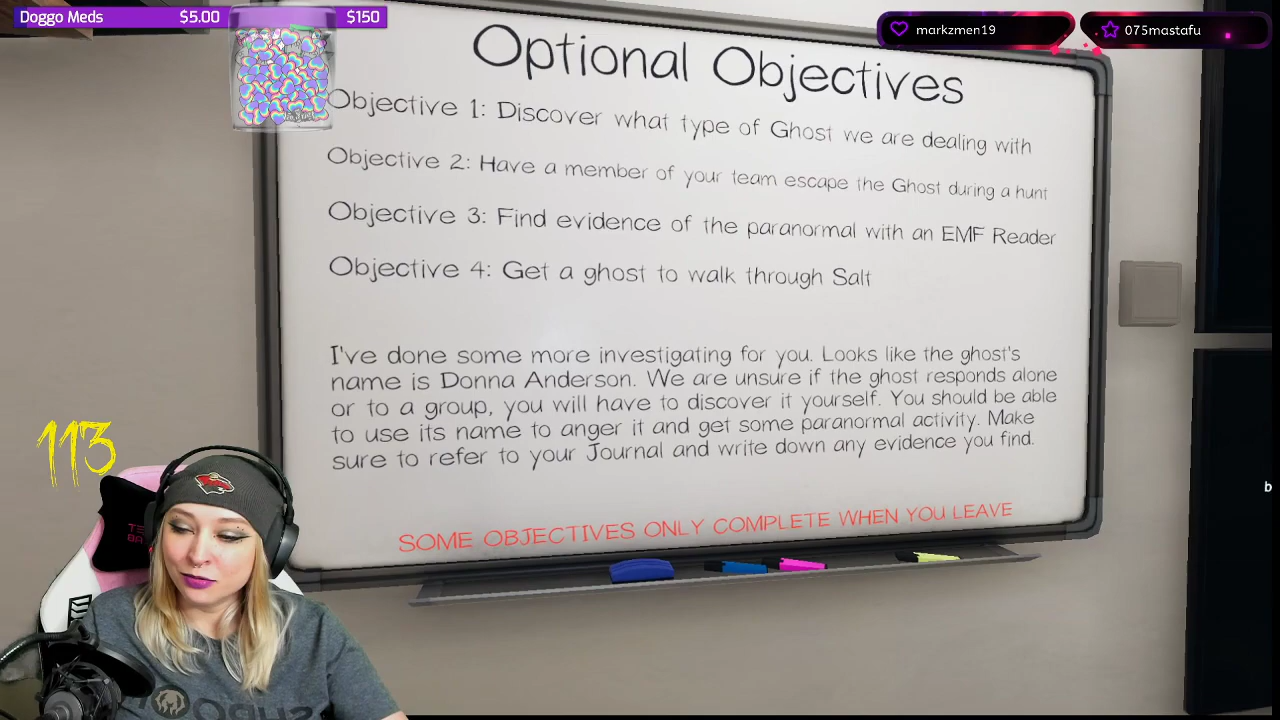 Doggo Meds $5.00 $150
markzmen19
075mastafu
Optional Objectives
Objective 1: Discover what type of Ghost we are dealing with
Objective 2: Have a member of your team escape the Ghost during a hunt
Objective 3: Find evidence of the paranormal with an EMF Reader
Objective 4: Get a ghost to walk through Salt
I've done some more investigating for you. Looks like the ghost's
name is Donna Anderson. We are unsure if the ghost responds alone
or to a group, you will have to discover it yourself. You should be able
to use its name to anger it and get some paranormal activity. Make
sure to refer to your Journal and write down any evidence you find.
SOME OBJECTIVES ONLY COMPLETE WHEN YOU LEAVE
113
b